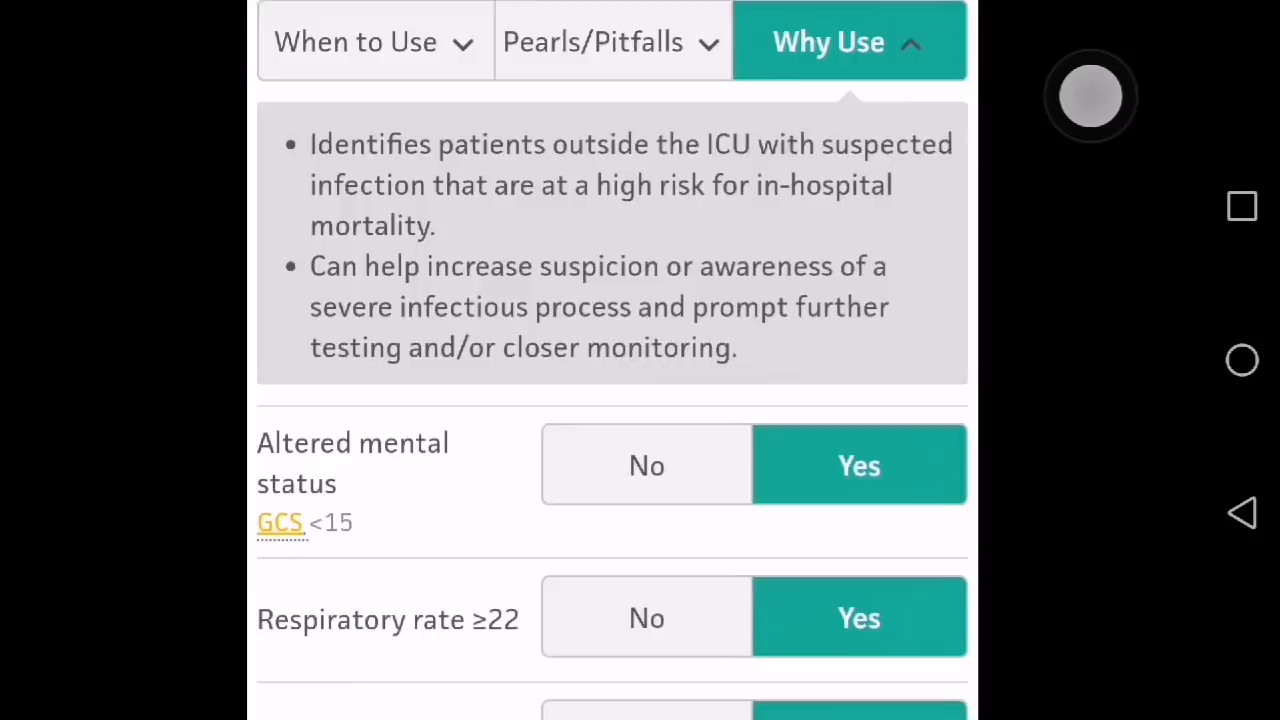 When to Use Pearls/Pitfalls Why Use
• Identifies patients outside the ICU with suspected
infection that are at a high risk for in-hospital
mortality.
• Can help increase suspicion or awareness of a
severe infectious process and prompt further
testing and/or closer monitoring.
Altered mental
status
GCS <15
No Yes
Respiratory rate ≥22 No Yes